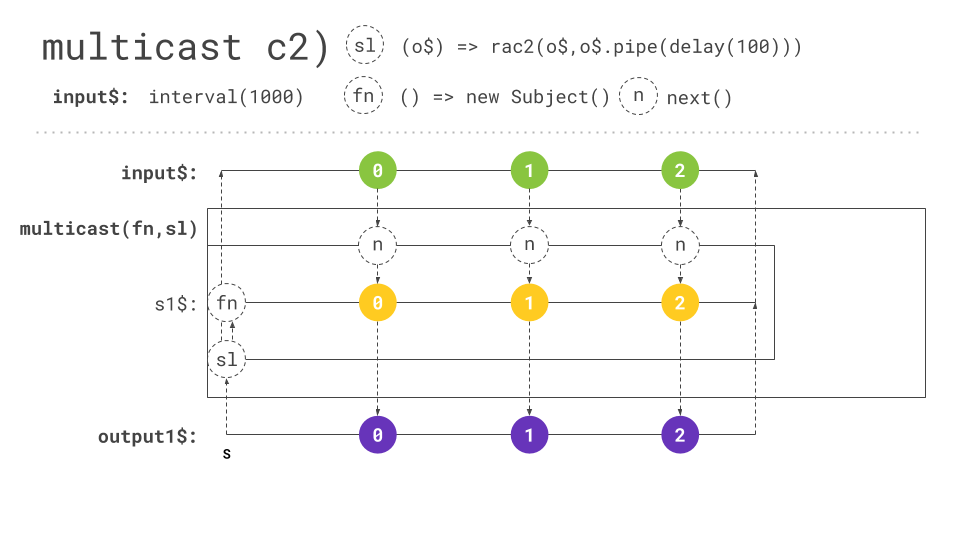 multicast c2) sl (o$) => rac2(o$,o$.pipe(delay(100)))
input$: interval(1000) fn () => new Subject() n next()
input$: 0 1 2
multicast(fn,sl)
n n n
s1$: fn 0 1 2
sl
output1$: 0 1 2
s